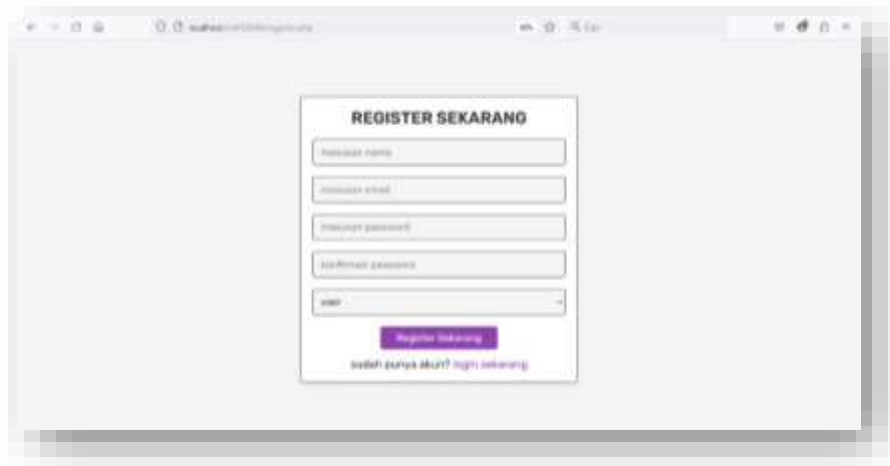 REGISTER SEKARANG
masukan nama
masukan email
masukan password
konfirmasi password
user
Register Sekarang
sudah punya akun? login sekarang